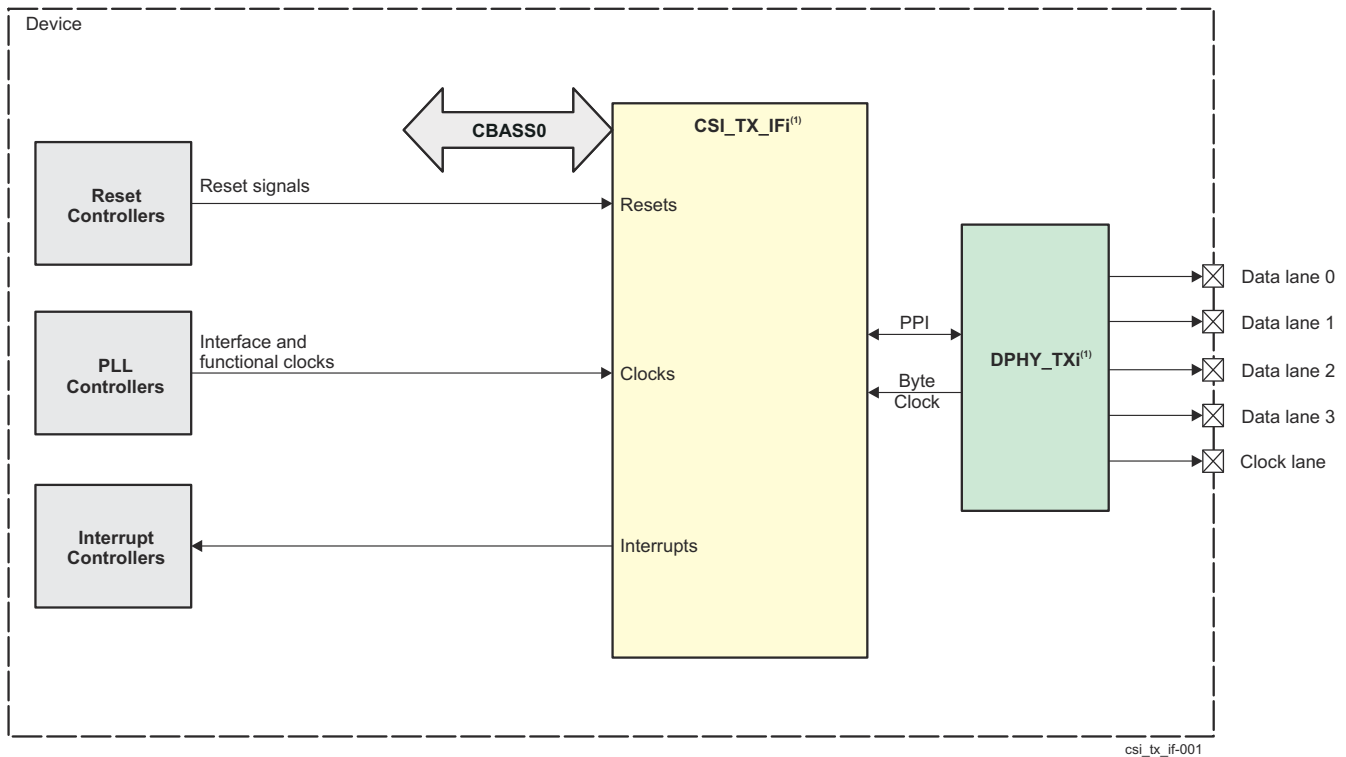 Device
CBASS0
CSI_TX_IFi(1)
Reset
Controllers
Reset signals
Resets
PLL
Controllers
Interface and
functional clocks
Clocks
Interrupt
Controllers
Interrupts
PPI
Byte
Clock
DPHY_TXi(1)
Data lane 0
Data lane 1
Data lane 2
Data lane 3
Clock lane
csi_tx_if-001